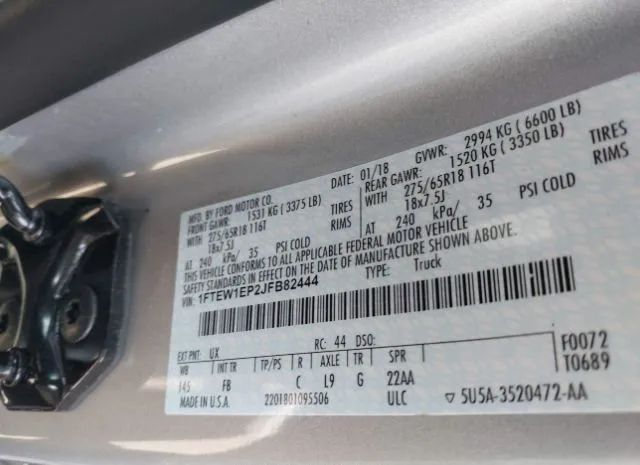 MFD. BY FORD MOTOR CO.
DATE: 01/18 GVWR: 2994 KG ( 6600 LB)
FRONT GAWR: 1531 KG ( 3375 LB) REAR GAWR: 1520 KG ( 3350 LB)
WITH 275/65R18 116T TIRES WITH 275/65R18 116T TIRES
18x7.5J RIMS 18x7.5J RIMS
AT 240 kPa/ 35 PSI COLD AT 240 kPa/ 35 PSI COLD
THIS VEHICLE CONFORMS TO ALL APPLICABLE FEDERAL MOTOR VEHICLE
SAFETY STANDARDS IN EFFECT ON THE DATE OF MANUFACTURE SHOWN ABOVE.
1FTEW1EP2JFB82444 TYPE: Truck
EXT PNT: UX RC: 44 DSO: F0072
WB INT TR TP/PS R AXLE TR SPR T0689
145 FB C L9 G 22AA
MADE IN U.S.A. 2201801095506 ULC ▽ 5U5A-3520472-AA